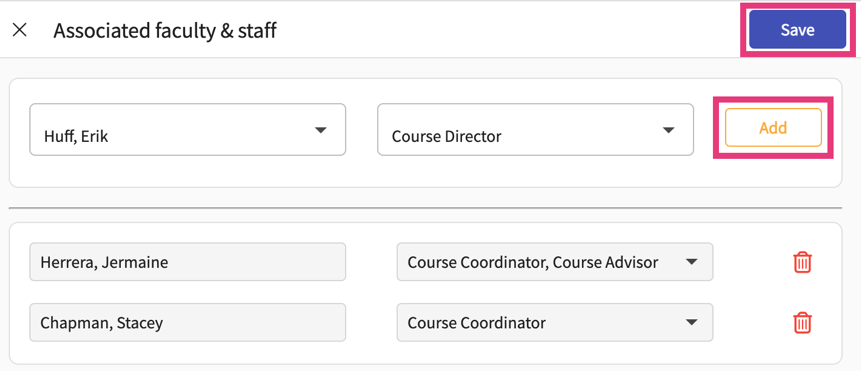 Associated faculty & staff
Save
Huff, Erik
Course Director
Add
Herrera, Jermaine
Course Coordinator, Course Advisor
Chapman, Stacey
Course Coordinator